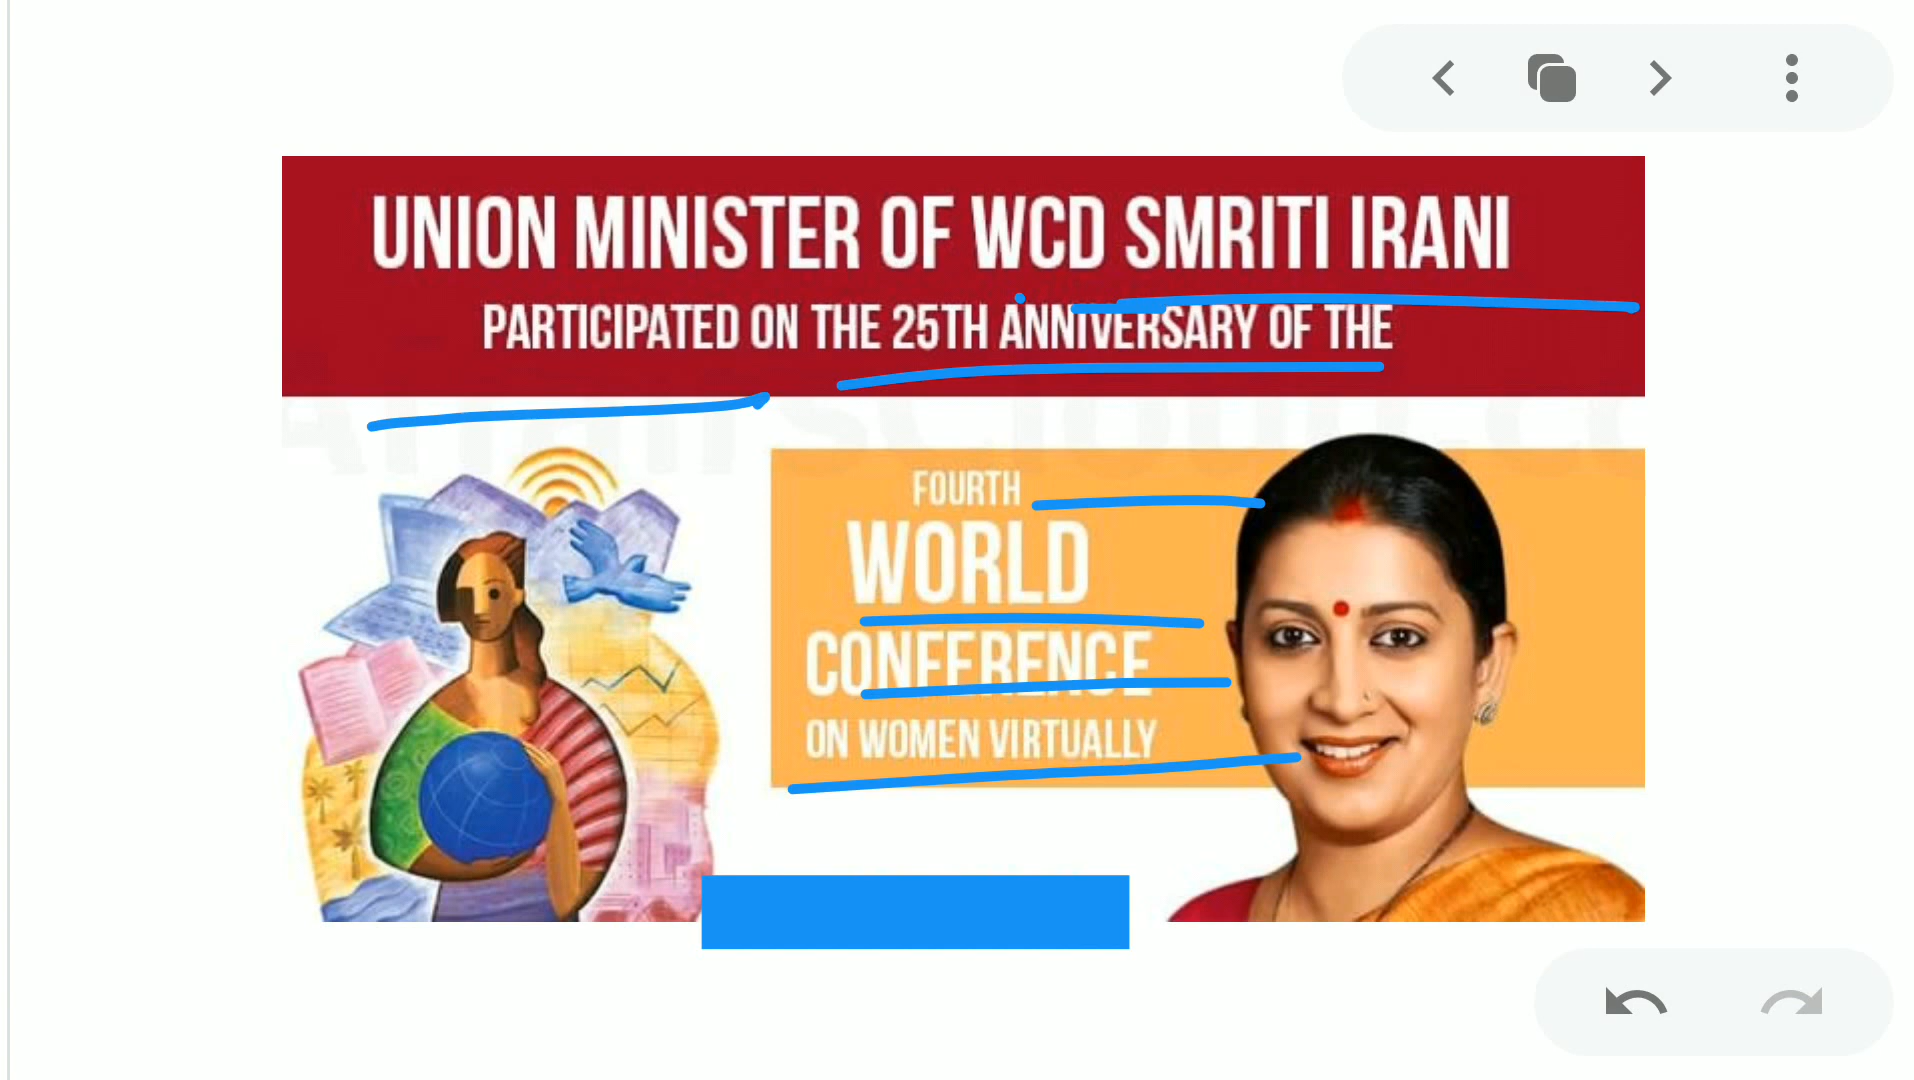 UNION MINISTER OF WCD SMRITI IRANI
PARTICIPATED ON THE 25TH ANNIVERSARY OF THE
FOURTH
WORLD
CONFERENCE
ON WOMEN VIRTUALLY